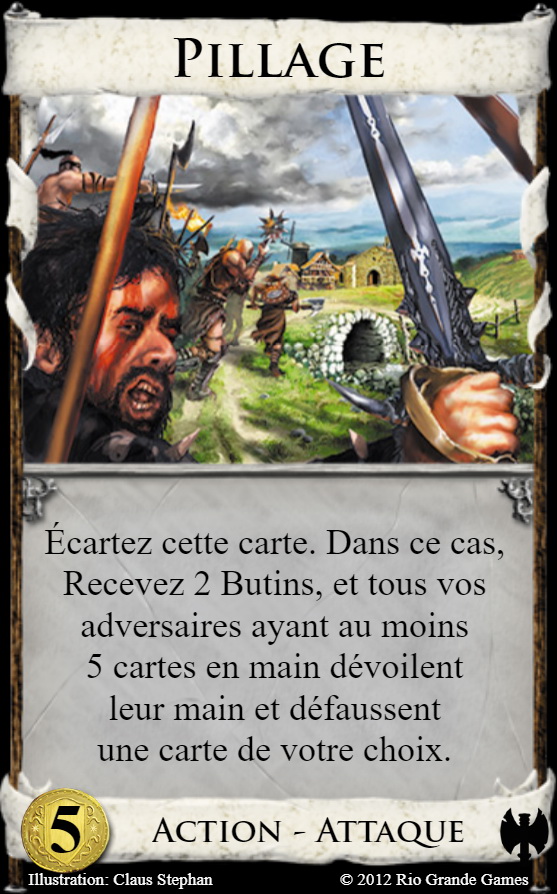 Pillage
Écartez cette carte. Dans ce cas,
Recevez 2 Butins, et tous vos
adversaires ayant au moins
5 cartes en main dévoilent
leur main et défaussent
une carte de votre choix.
5
Action - Attaque
Illustration: Claus Stephan
© 2012 Rio Grande Games